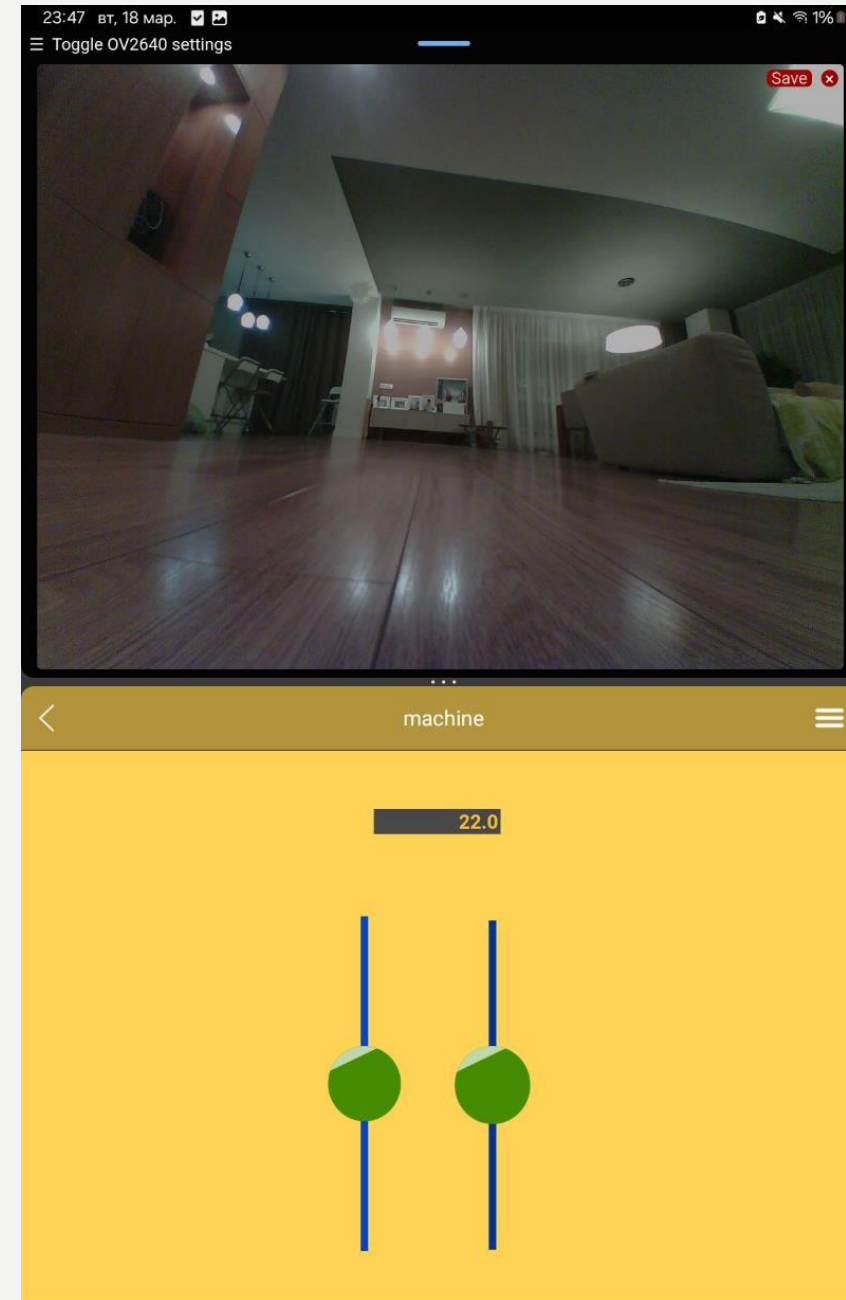 23:47 вт, 18 мар. 1%
☰ Toggle OV2640 settings
Save ×
machine
22.0